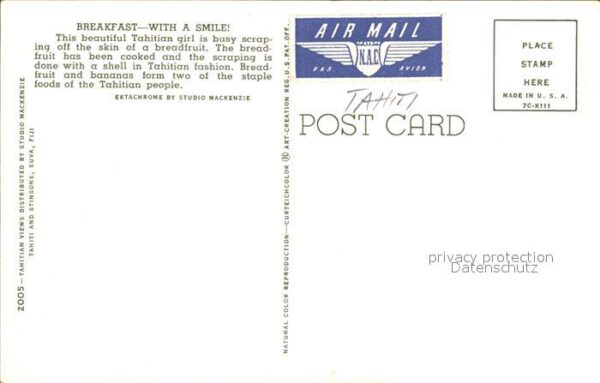 BREAKFAST—WITH A SMILE!
This beautiful Tahitian girl is busy scrap-
ing off the skin of a breadfruit. The bread-
fruit has been cooked and the scraping is
done with a shell in Tahitian fashion. Bread-
fruit and bananas form two of the staple
foods of the Tahitian people.
EKTACHROME BY STUDIO MACKENZIE
2005—TAHITIAN VIEWS DISTRIBUTED BY STUDIO MACKENZIE
TAHITI AND STINSONS, SUVA, FIJI
NATURAL COLOR REPRODUCTION—CURTEICHCOLOR ® ART-CREATION REG. U.S. PAT. OFF.
AIR MAIL
N.A.C.
PAR AVION
TAHITI
POST CARD
PLACE
STAMP
HERE
MADE IN U. S. A.
7C-K111
privacy protection
Datenschutz